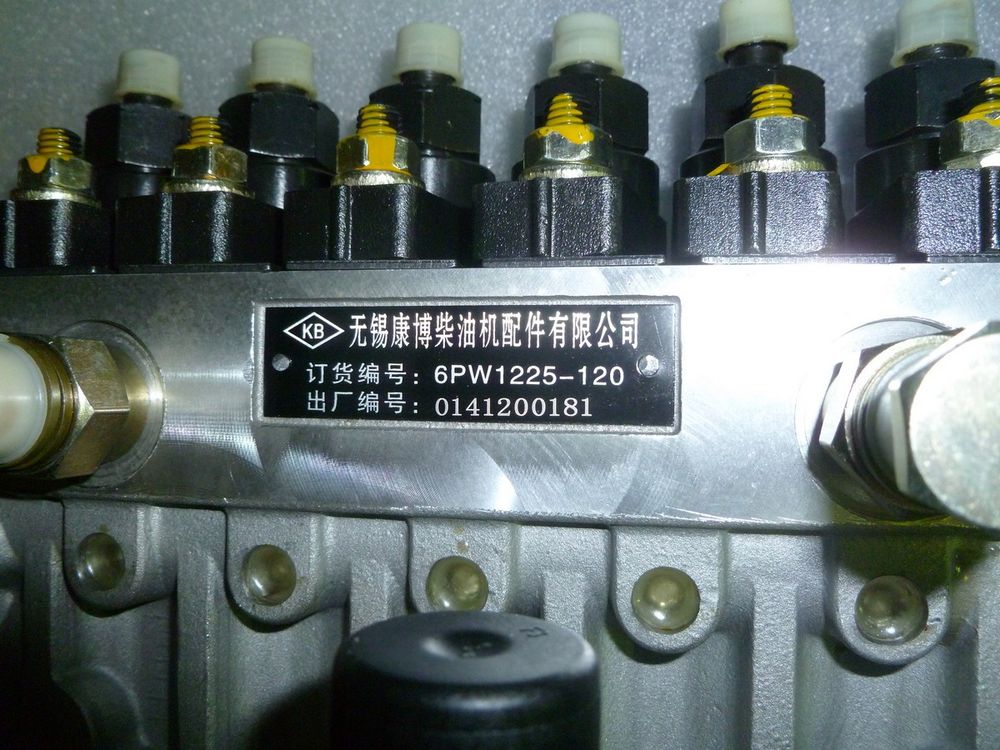 KB 无锡康博柴油机配件有限公司
订货编号: 6PW1225-120
出厂编号: 0141200181